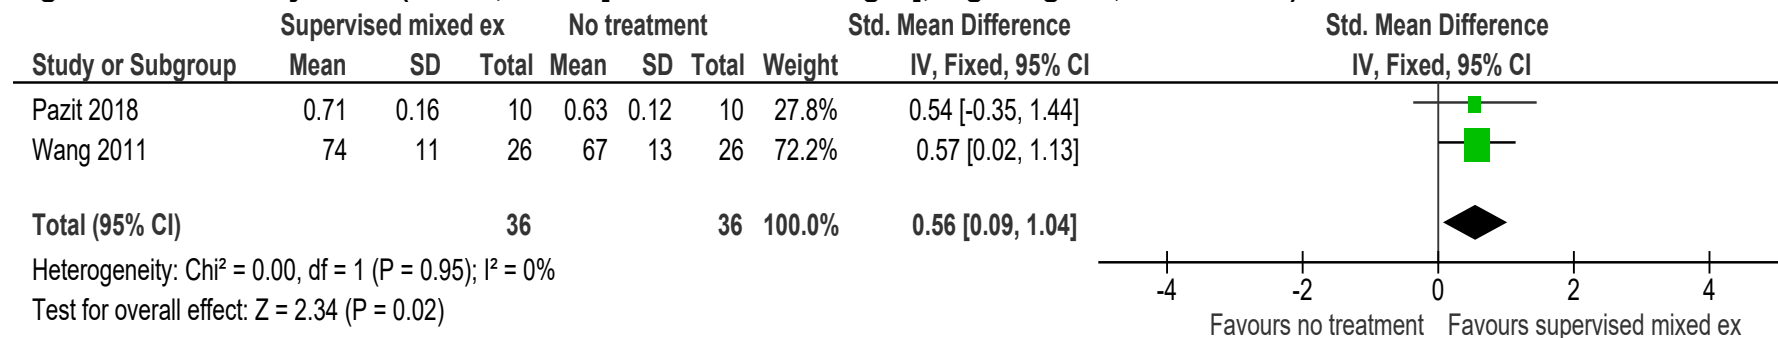 Supervised mixed ex No treatment Std. Mean Difference Std. Mean Difference
Study or Subgroup Mean SD Total Mean SD Total Weight IV, Fixed, 95% CI IV, Fixed, 95% CI
Pazit 2018 0.71 0.16 10 0.63 0.12 10 27.8% 0.54 [-0.35, 1.44]
Wang 2011 74 11 26 67 13 26 72.2% 0.57 [0.02, 1.13]
Total (95% CI) 36 36 100.0% 0.56 [0.09, 1.04]
Heterogeneity: Chi² = 0.00, df = 1 (P = 0.95); I² = 0%
Test for overall effect: Z = 2.34 (P = 0.02)
-4 -2 0 2 4
Favours no treatment Favours supervised mixed ex